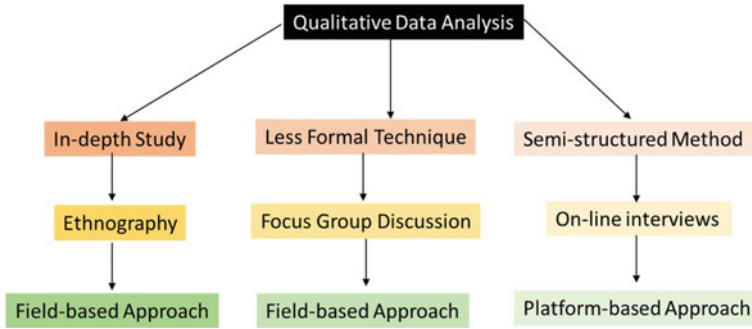 Qualitative Data Analysis
In-depth Study
Less Formal Technique
Semi-structured Method
Ethnography
Focus Group Discussion
On-line interviews
Field-based Approach
Field-based Approach
Platform-based Approach